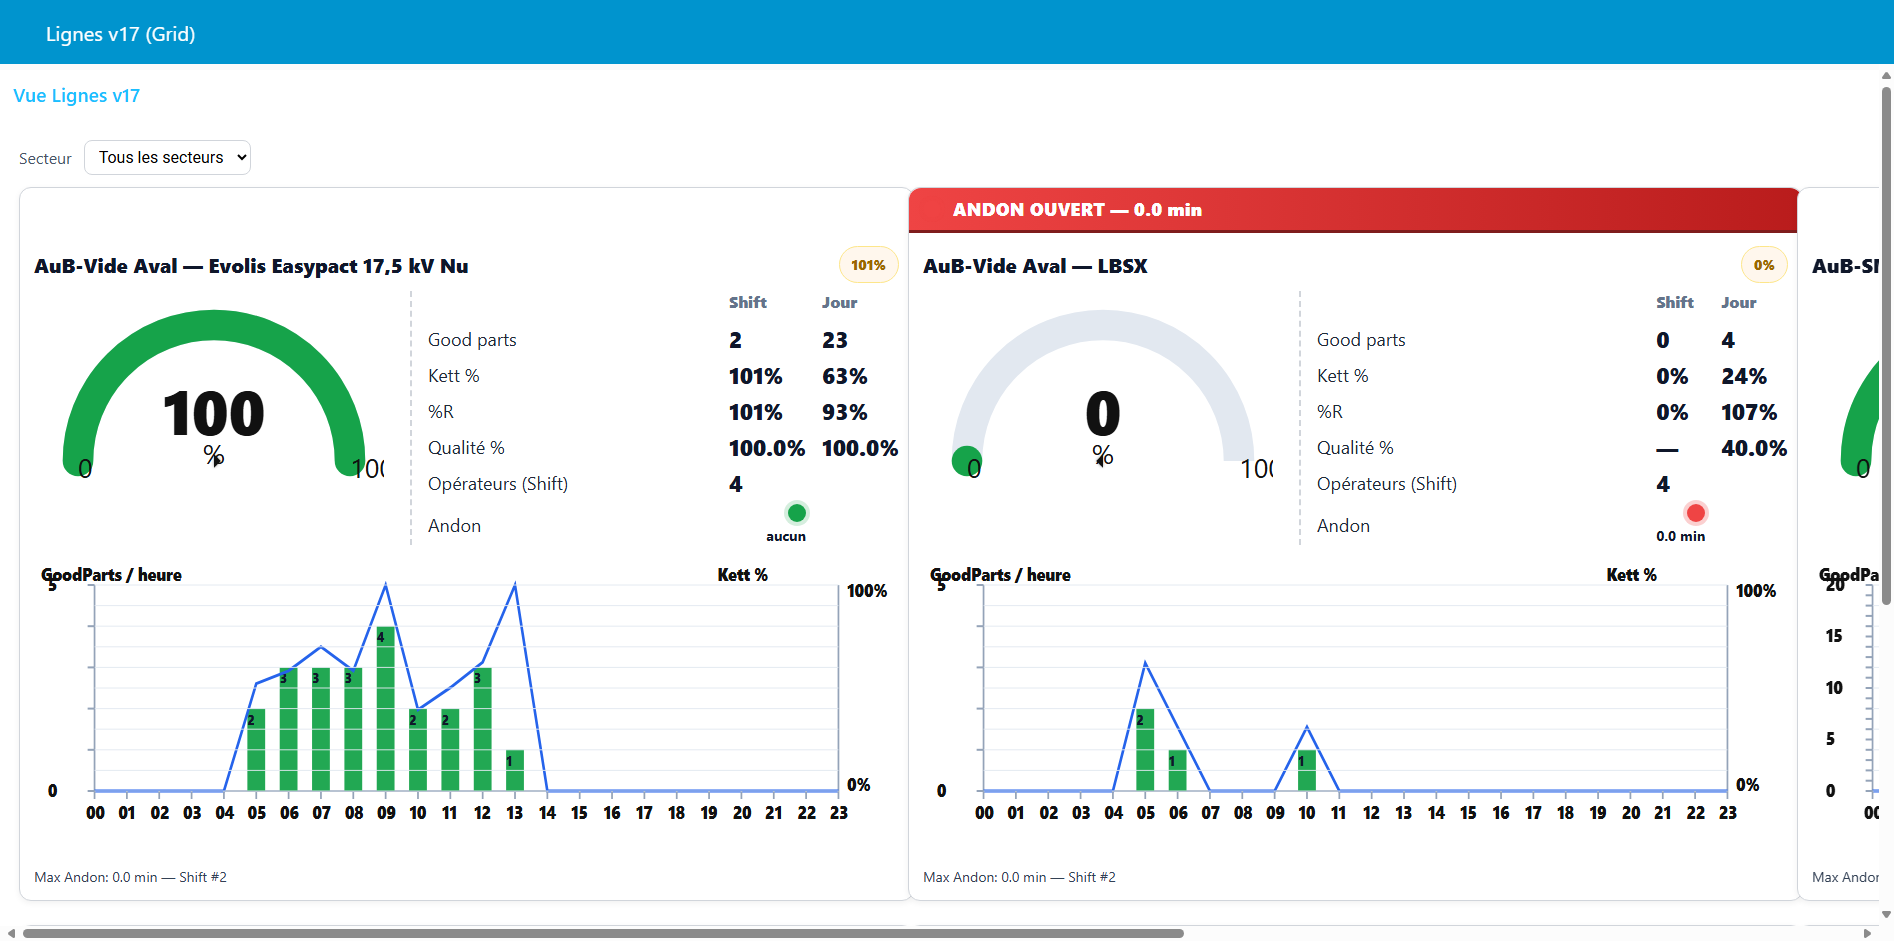 Lignes v17 (Grid)
Vue Lignes v17
Secteur Tous les secteurs
AuB-Vide Aval — Evolis Easypact 17,5 kV Nu 101%
Shift Jour
Good parts 2 23
Kett % 101% 63%
%R 101% 93%
Qualité % 100.0% 100.0%
Opérateurs (Shift) 4
Andon
aucun
100
%
0 100
GoodParts / heure Kett %
5 100%
2 3 3 3 4 2 2 3 1
0 0%
00 01 02 03 04 05 06 07 08 09 10 11 12 13 14 15 16 17 18 19 20 21 22 23
Max Andon: 0.0 min — Shift #2
ANDON OUVERT — 0.0 min
AuB-Vide Aval — LBSX 0%
Shift Jour
Good parts 0 4
Kett % 0% 24%
%R 0% 107%
Qualité % — 40.0%
Opérateurs (Shift) 4
Andon
0.0 min
0
%
0 100
GoodParts / heure Kett %
5 100%
2 1 1
0 0%
00 01 02 03 04 05 06 07 08 09 10 11 12 13 14 15 16 17 18 19 20 21 22 23
Max Andon: 0.0 min — Shift #2
0
20
15
10
5
0
Max